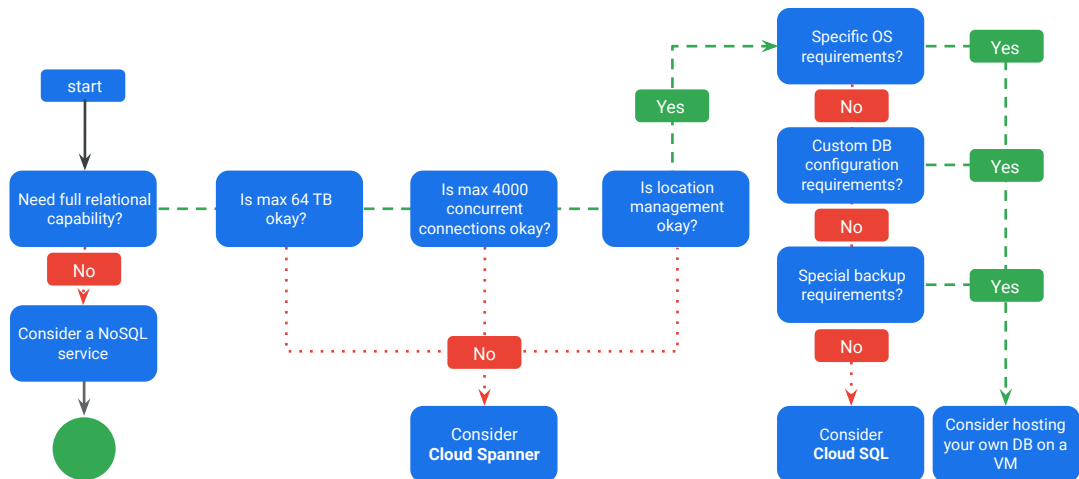 start
Need full relational
capability?
No
Consider a NoSQL
service
Is max 64 TB
okay?
Is max 4000
concurrent
connections okay?
Is location
management
okay?
No
Consider
Cloud Spanner
Yes
Specific OS
requirements?
Yes
No
Custom DB
configuration
requirements?
Yes
No
Special backup
requirements?
Yes
No
Consider
Cloud SQL
Consider hosting
your own DB on a
VM